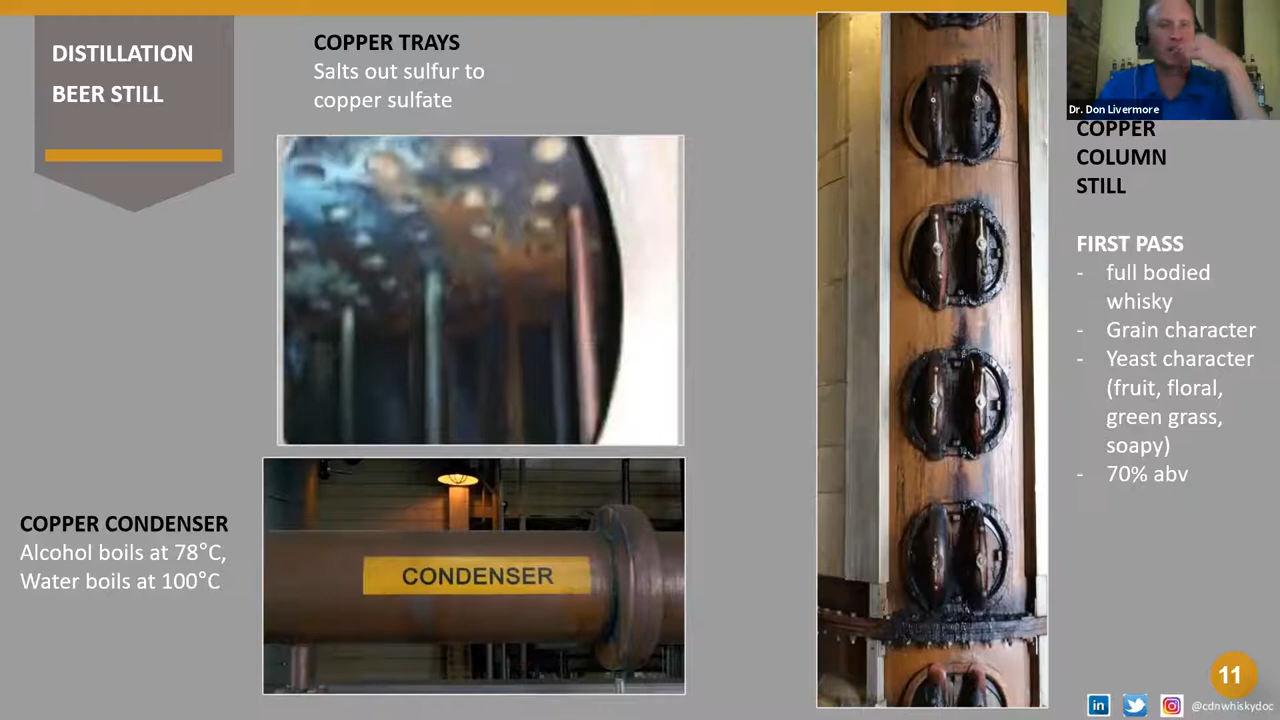 DISTILLATION
BEER STILL
COPPER TRAYS
Salts out sulfur to
copper sulfate
COPPER CONDENSER
Alcohol boils at 78°C,
Water boils at 100°C
CONDENSER
Dr. Don Livermore
COPPER
COLUMN
STILL
FIRST PASS
- full bodied
whisky
- Grain character
- Yeast character
(fruit, floral,
green grass,
soapy)
- 70% abv
11
in
@cdnwhiskydoc